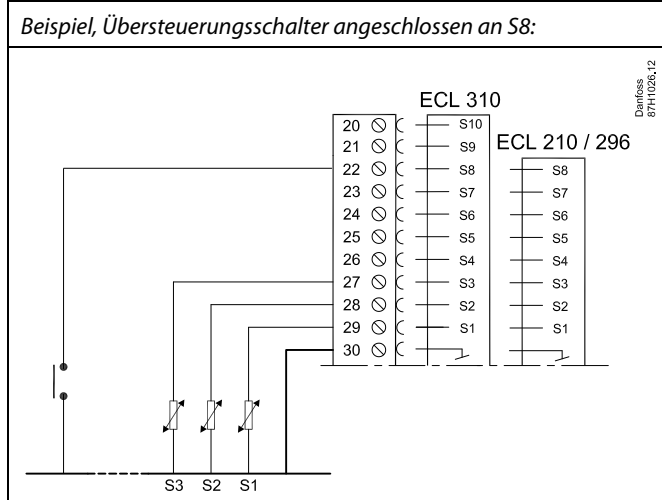 Beispiel, Übersteuerungsschalter angeschlossen an S8:
Danfoss
87H1026.12
ECL 310
ECL 210 / 296
20 S10
21 S9
22 S8 S8
23 S7 S7
24 S6 S6
25 S5 S5
26 S4 S4
27 S3 S3
28 S2 S2
29 S1 S1
30
S3 S2 S1